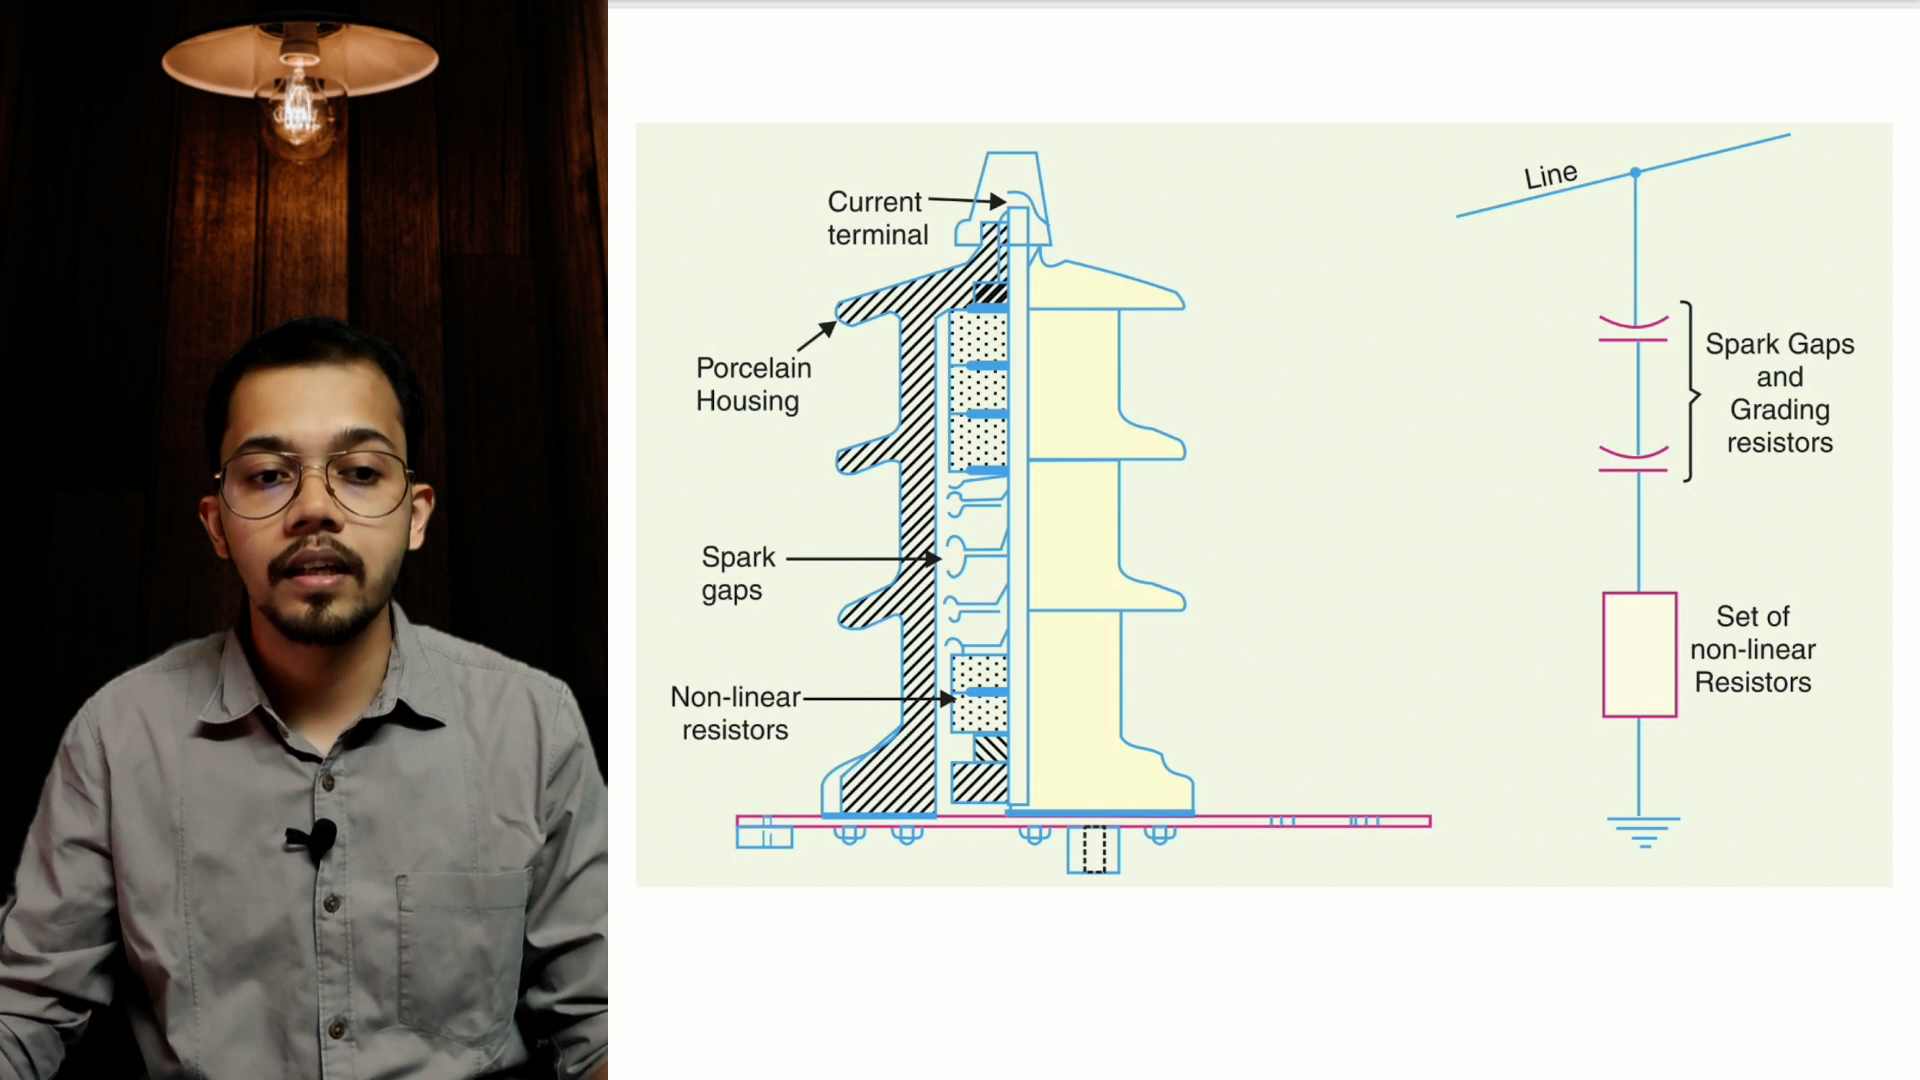 Current
terminal
Porcelain
Housing
Spark
gaps
Non-linear
resistors
Line
Spark Gaps
and
Grading
resistors
Set of
non-linear
Resistors